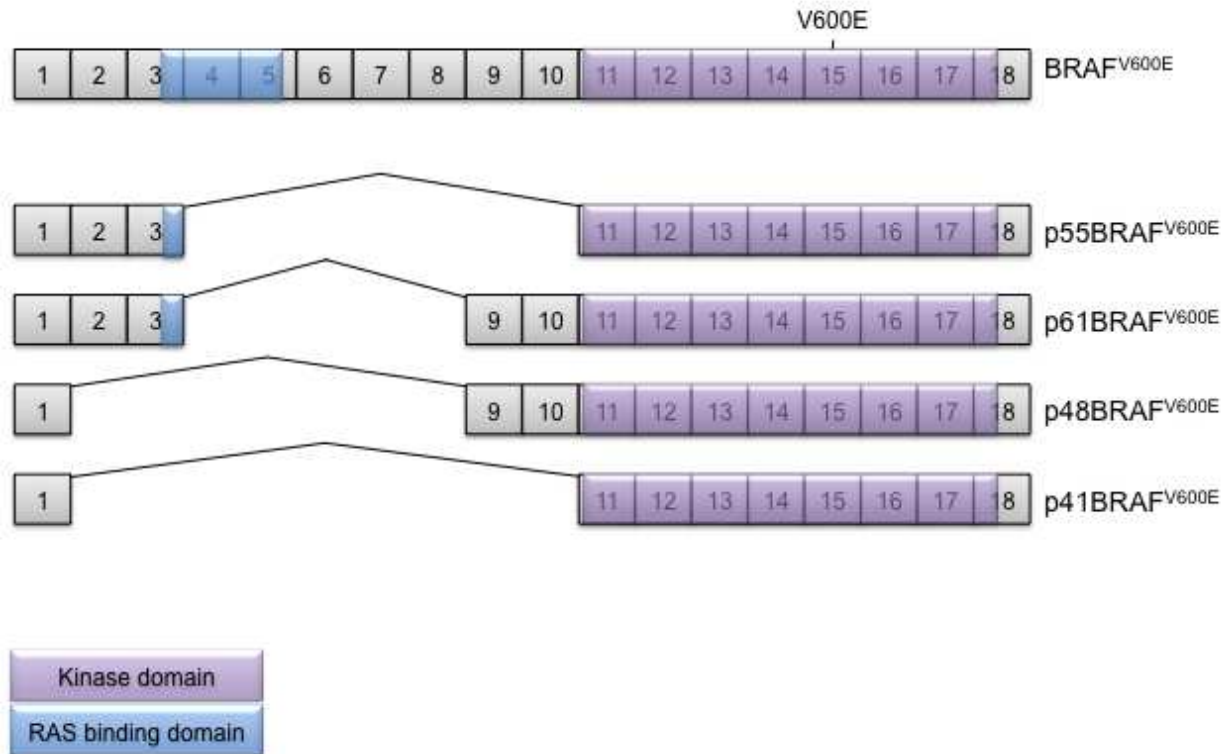 V600E
1 2 3 4 5 6 7 8 9 10 11 12 13 14 15 16 17 18 BRAFV600E
1 2 3 11 12 13 14 15 16 17 18 p55BRAFV600E
1 2 3 9 10 11 12 13 14 15 16 17 18 p61BRAFV600E
1 9 10 11 12 13 14 15 16 17 18 p48BRAFV600E
1 11 12 13 14 15 16 17 18 p41BRAFV600E
Kinase domain
RAS binding domain